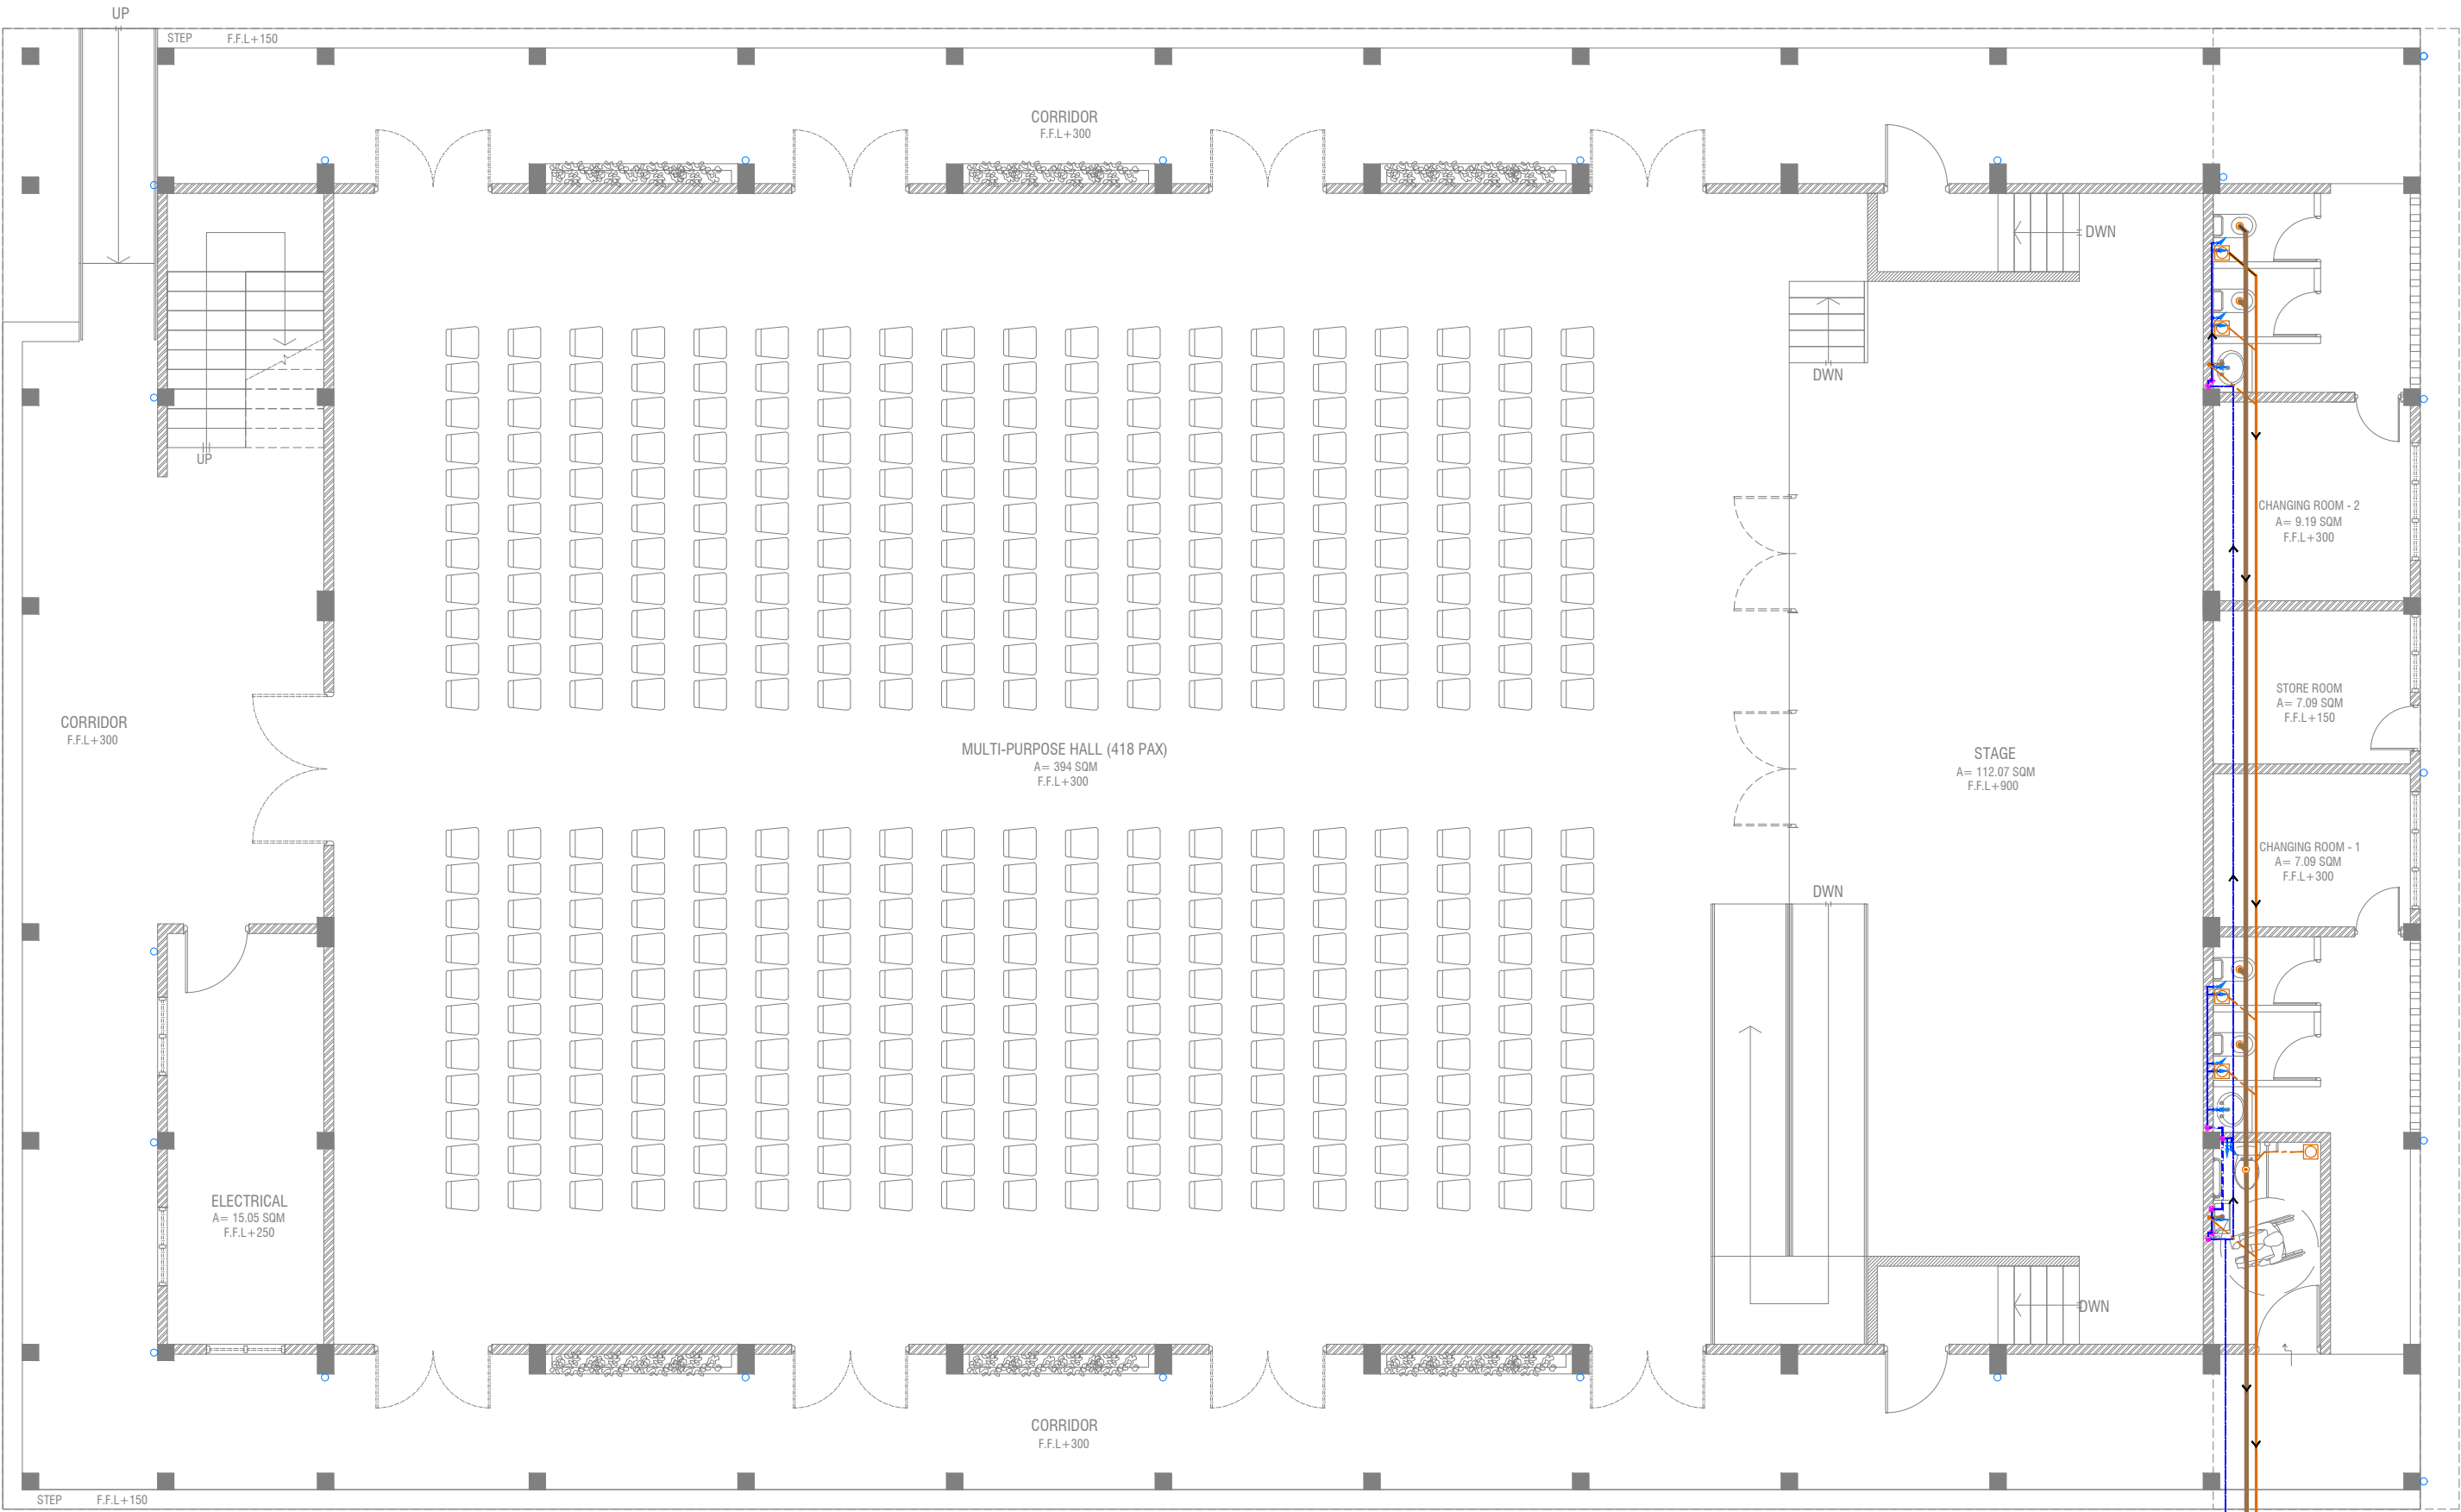 UP
STEP F.F.L+150
CORRIDOR
F.F.L+300
DWN
DWN
UP
CHANGING ROOM - 2
A= 9.19 SQM
F.F.L+300
STORE ROOM
A= 7.09 SQM
F.F.L+150
CORRIDOR
F.F.L+300
MULTI-PURPOSE HALL (418 PAX)
A= 394 SQM
F.F.L+300
STAGE
A= 112.07 SQM
F.F.L+900
CHANGING ROOM - 1
A= 7.09 SQM
F.F.L+300
DWN
ELECTRICAL
A= 15.05 SQM
F.F.L+250
DWN
CORRIDOR
F.F.L+300
STEP F.F.L+150